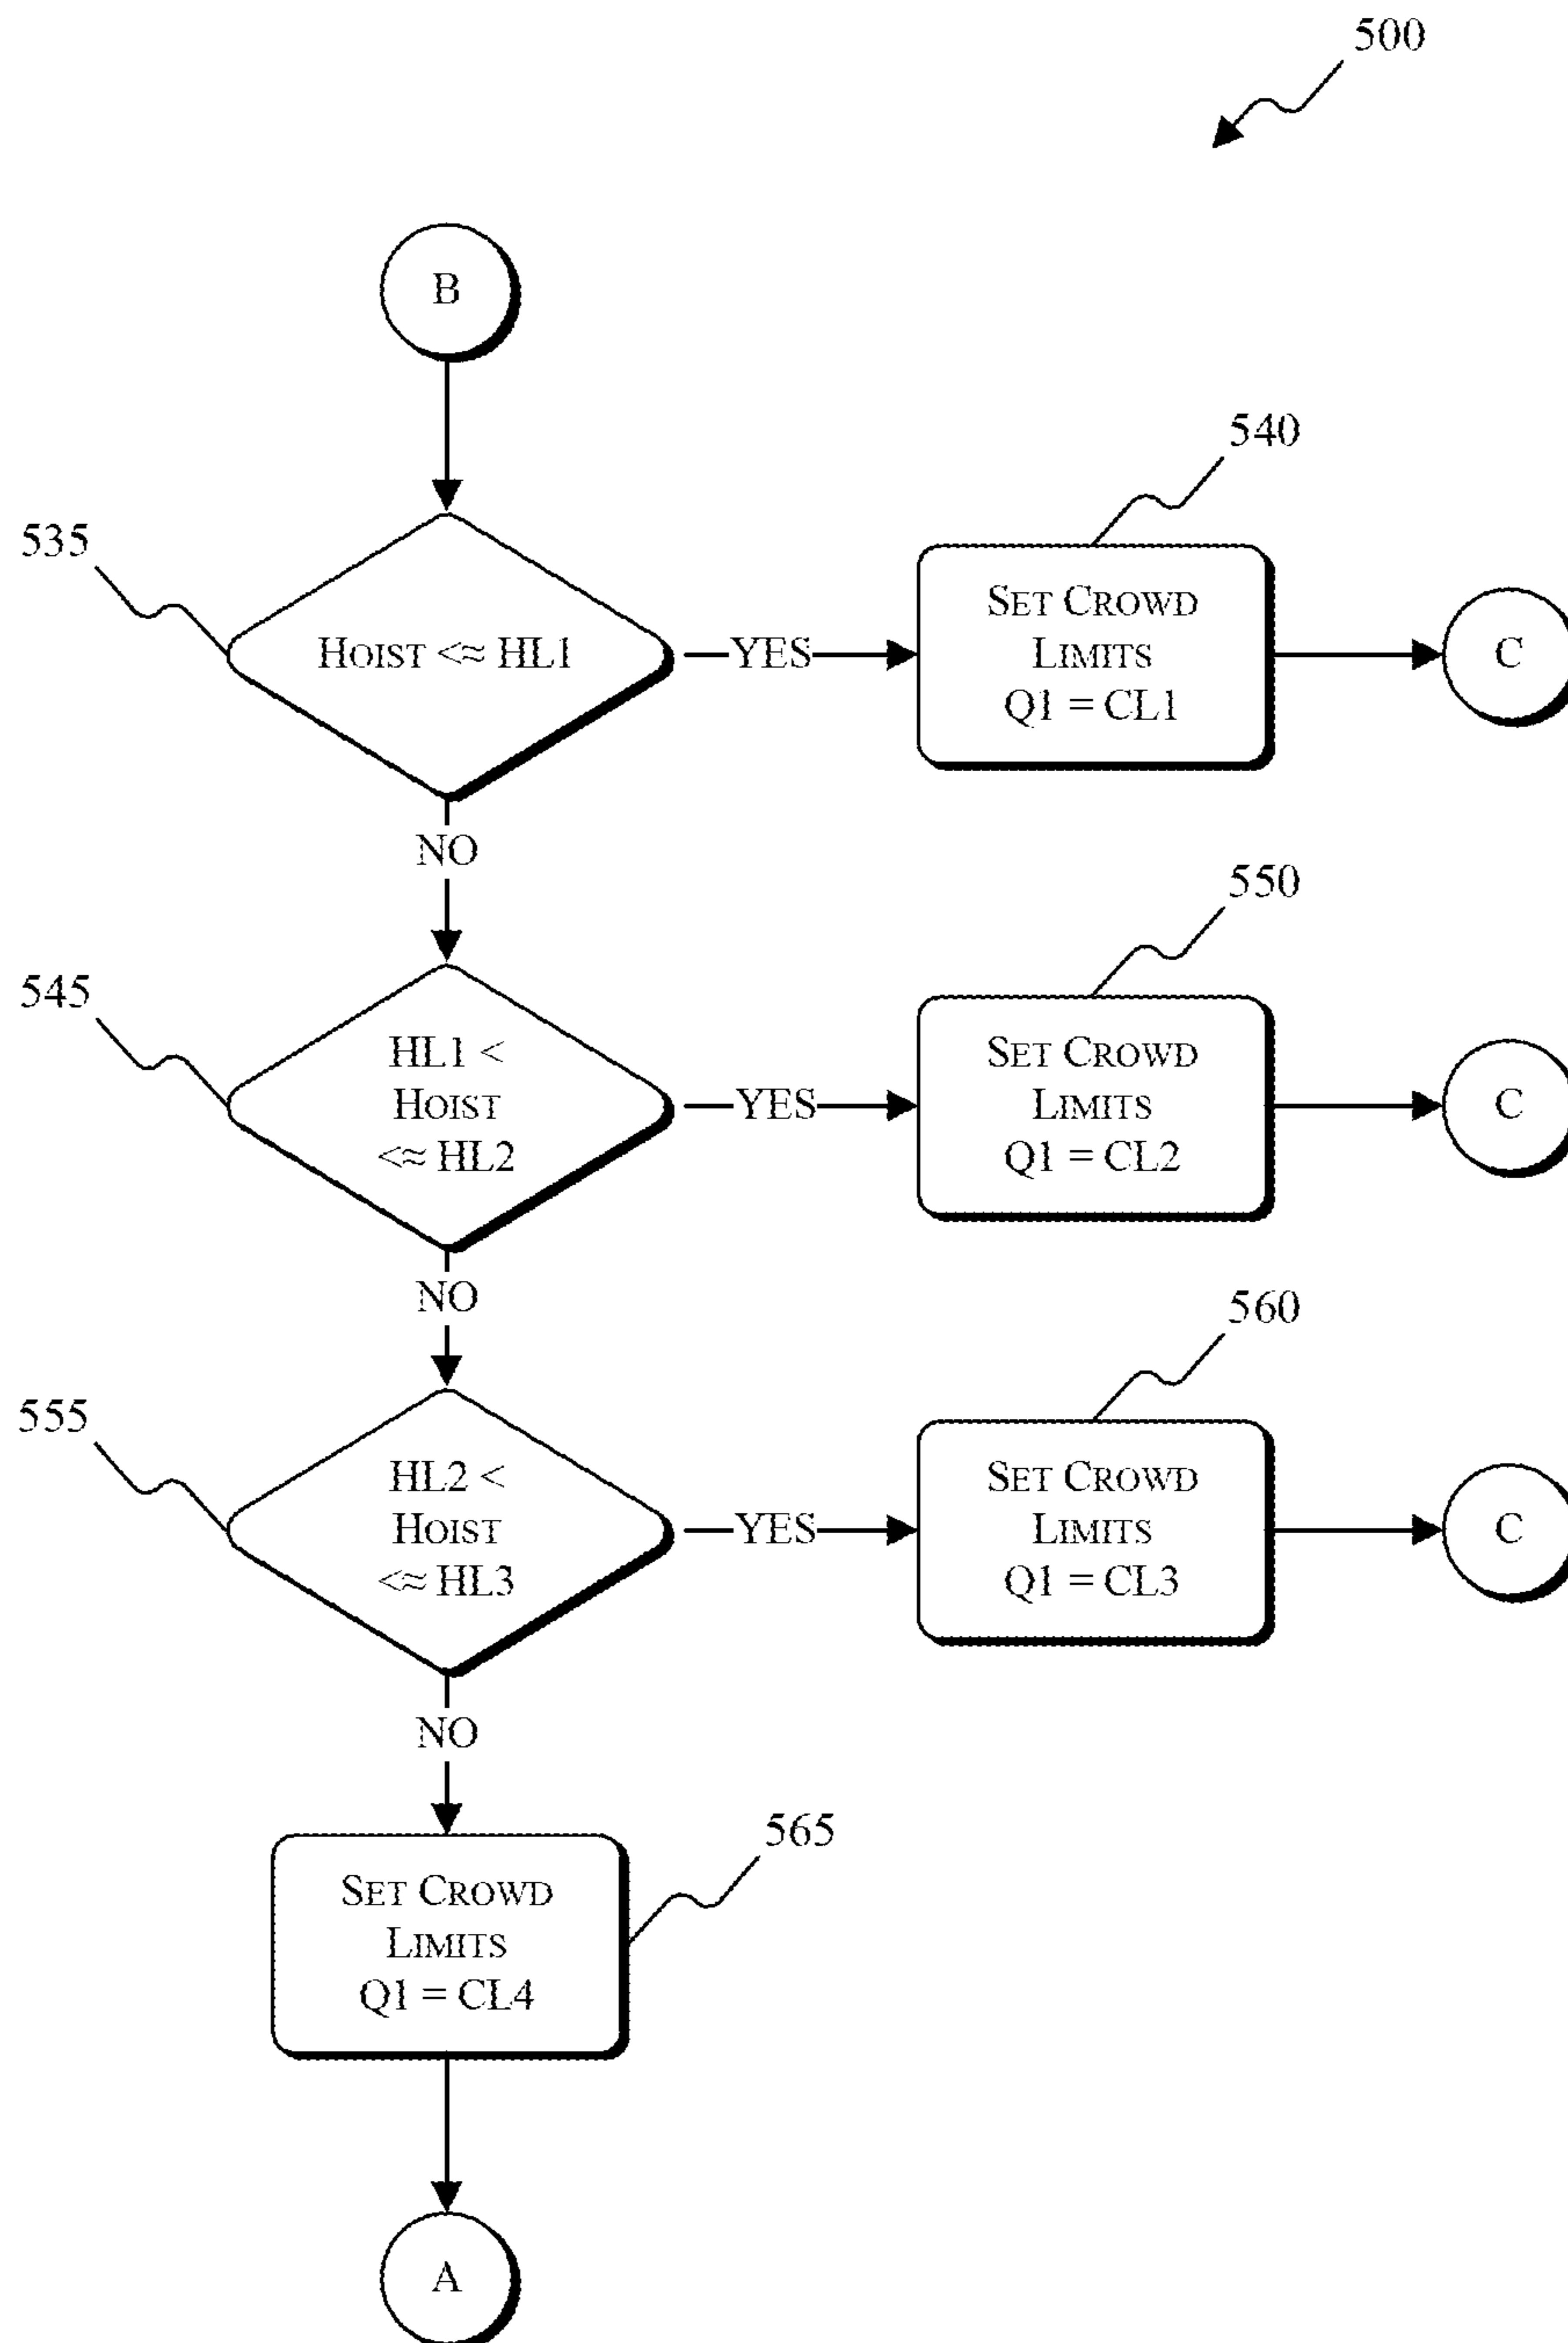 500
B
535
HOIST <≈ HL1
YES
540
SET CROWD
LIMITS
Q1 = CL1
C
NO
545
HL1 <
HOIST
<≈ HL2
YES
550
SET CROWD
LIMITS
Q1 = CL2
C
NO
555
HL2 <
HOIST
<≈ HL3
YES
560
SET CROWD
LIMITS
Q1 = CL3
C
NO
565
SET CROWD
LIMITS
Q1 = CL4
A